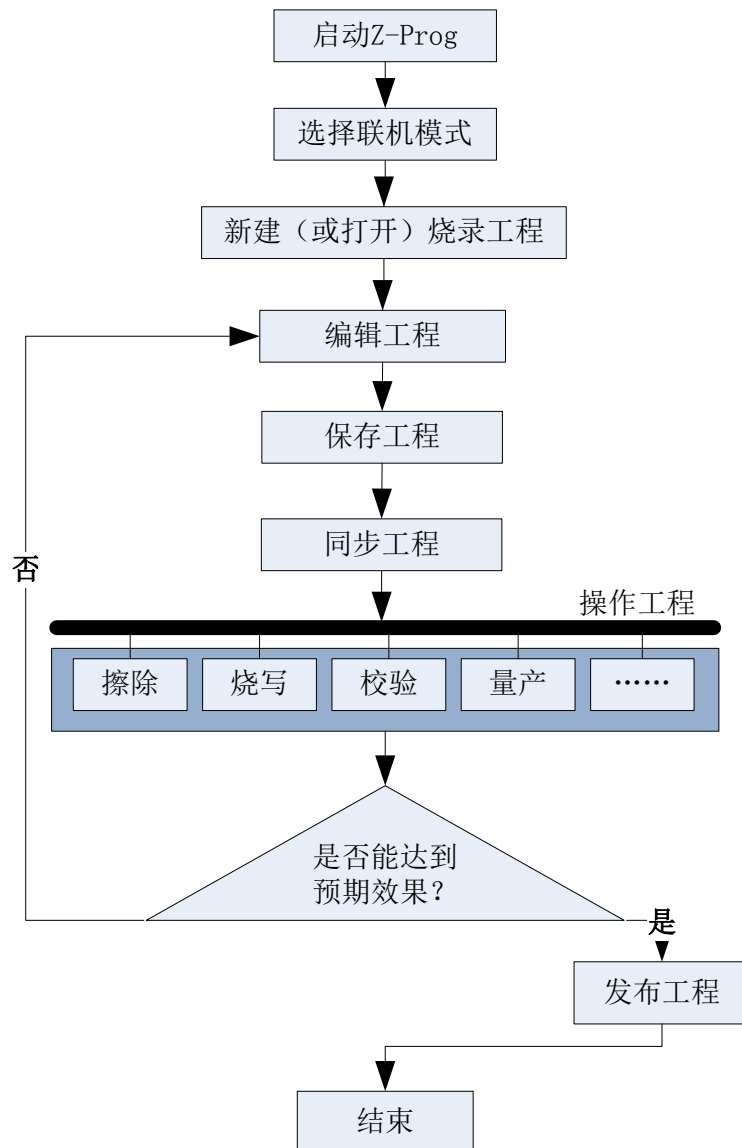 启动Z-Prog
选择联机模式
新建（或打开）烧录工程
编辑工程
保存工程
同步工程
否
操作工程
擦除
烧写
校验
量产
……
是否能达到
预期效果？
是
发布工程
结束